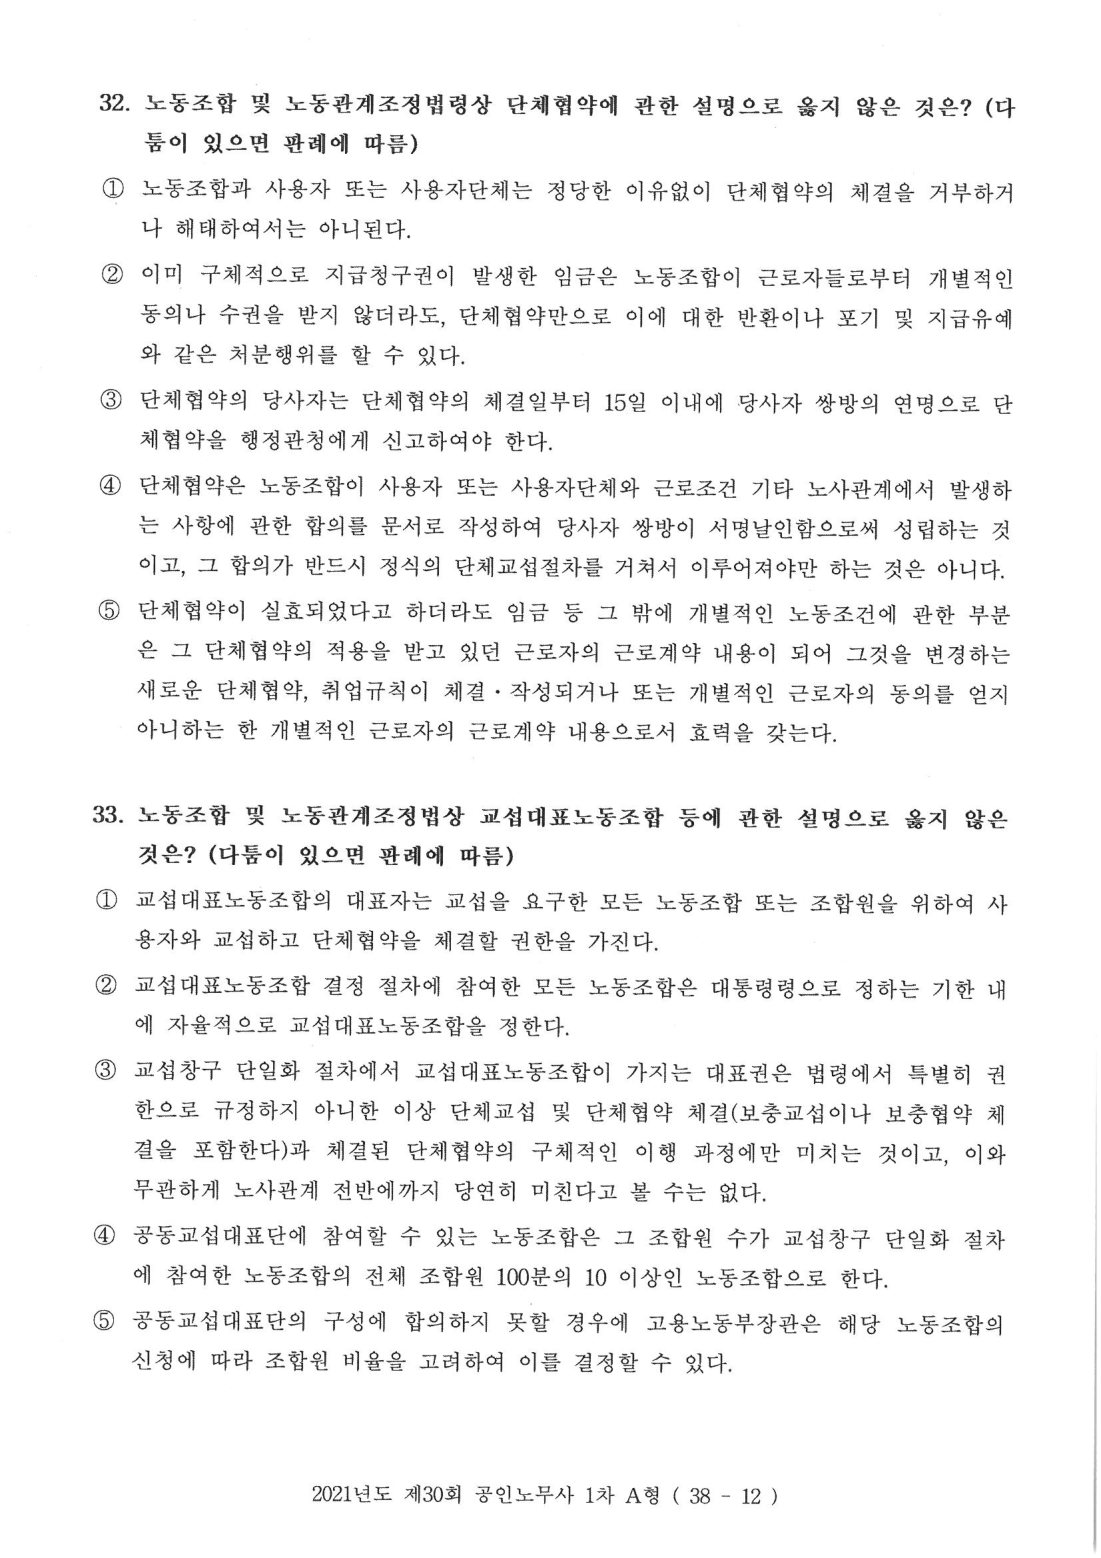 32. 노동조합 및 노동관계조정법령상 단체협약에 관한 설명으로 옳지 않은 것은? (다
툼이 있으면 판례에 따름)
① 노동조합과 사용자 또는 사용자단체는 정당한 이유없이 단체협약의 체결을 거부하거
나 해태하여서는 아니된다.
② 이미 구체적으로 지급청구권이 발생한 임금은 노동조합이 근로자들로부터 개별적인
동의나 수권을 받지 않더라도, 단체협약만으로 이에 대한 반환이나 포기 및 지급유예
와 같은 처분행위를 할 수 있다.
③ 단체협약의 당사자는 단체협약의 체결일부터 15일 이내에 당사자 쌍방의 연명으로 단
체협약을 행정관청에게 신고하여야 한다.
④ 단체협약은 노동조합이 사용자 또는 사용자단체와 근로조건 기타 노사관계에서 발생하
는 사항에 관한 합의를 문서로 작성하여 당사자 쌍방이 서명날인함으로써 성립하는 것
이고, 그 합의가 반드시 정식의 단체교섭절차를 거쳐서 이루어져야만 하는 것은 아니다.
⑤ 단체협약이 실효되었다고 하더라도 임금 등 그 밖에 개별적인 노동조건에 관한 부분
은 그 단체협약의 적용을 받고 있던 근로자의 근로계약 내용이 되어 그것을 변경하는
새로운 단체협약, 취업규칙이 체결·작성되거나 또는 개별적인 근로자의 동의를 얻지
아니하는 한 개별적인 근로자의 근로계약 내용으로서 효력을 갖는다.
33. 노동조합 및 노동관계조정법상 교섭대표노동조합 등에 관한 설명으로 옳지 않은
것은? (다툼이 있으면 판례에 따름)
① 교섭대표노동조합의 대표자는 교섭을 요구한 모든 노동조합 또는 조합원을 위하여 사
용자와 교섭하고 단체협약을 체결할 권한을 가진다.
② 교섭대표노동조합 결정 절차에 참여한 모든 노동조합은 대통령령으로 정하는 기한 내
에 자율적으로 교섭대표노동조합을 정한다.
③ 교섭창구 단일화 절차에서 교섭대표노동조합이 가지는 대표권은 법령에서 특별히 권
한으로 규정하지 아니한 이상 단체교섭 및 단체협약 체결(보충교섭이나 보충협약 체
결을 포함한다)과 체결된 단체협약의 구체적인 이행 과정에만 미치는 것이고, 이와
무관하게 노사관계 전반에까지 당연히 미친다고 볼 수는 없다.
④ 공동교섭대표단에 참여할 수 있는 노동조합은 그 조합원 수가 교섭창구 단일화 절차
에 참여한 노동조합의 전체 조합원 100분의 10 이상인 노동조합으로 한다.
⑤ 공동교섭대표단의 구성에 합의하지 못할 경우에 고용노동부장관은 해당 노동조합의
신청에 따라 조합원 비율을 고려하여 이를 결정할 수 있다.
2021년도 제30회 공인노무사 1차 A형 ( 38 - 12 )